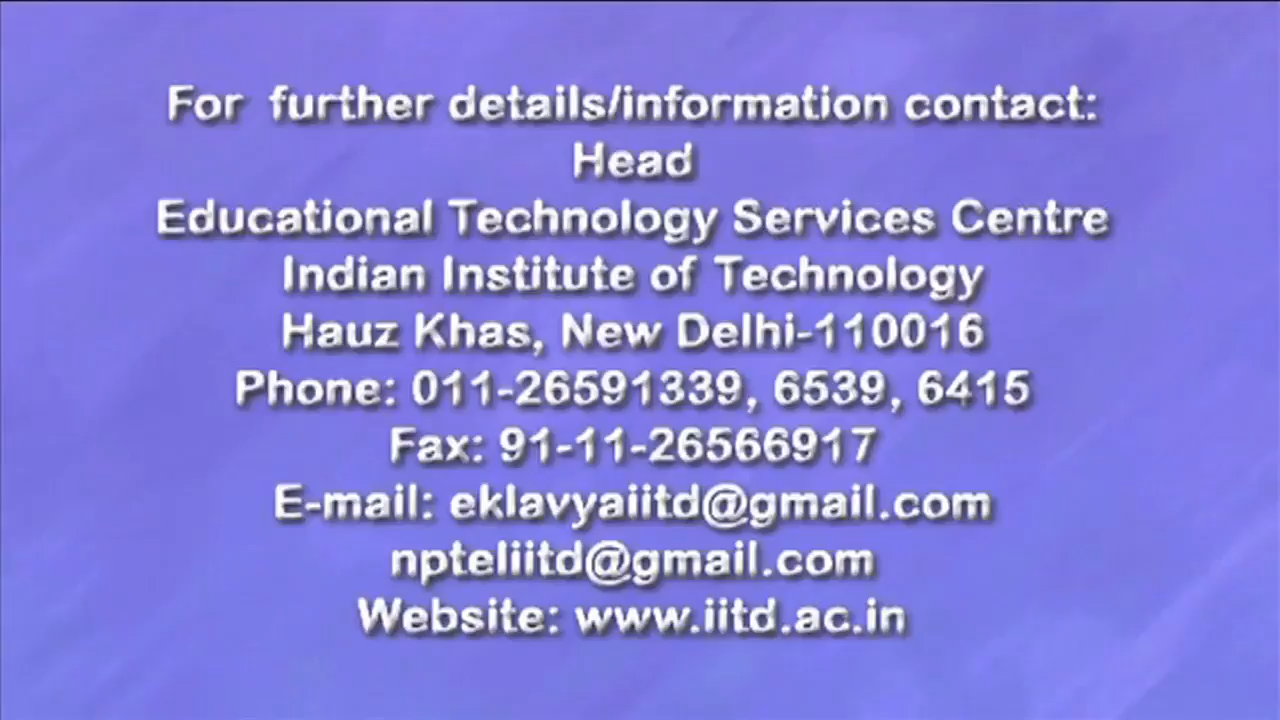 For further details/information contact:
Head
Educational Technology Services Centre
Indian Institute of Technology
Hauz Khas, New Delhi-110016
Phone: 011-26591339, 6539, 6415
Fax: 91-11-26566917
E-mail: eklavyaiitd@gmail.com
npteliitd@gmail.com
Website: www.iitd.ac.in